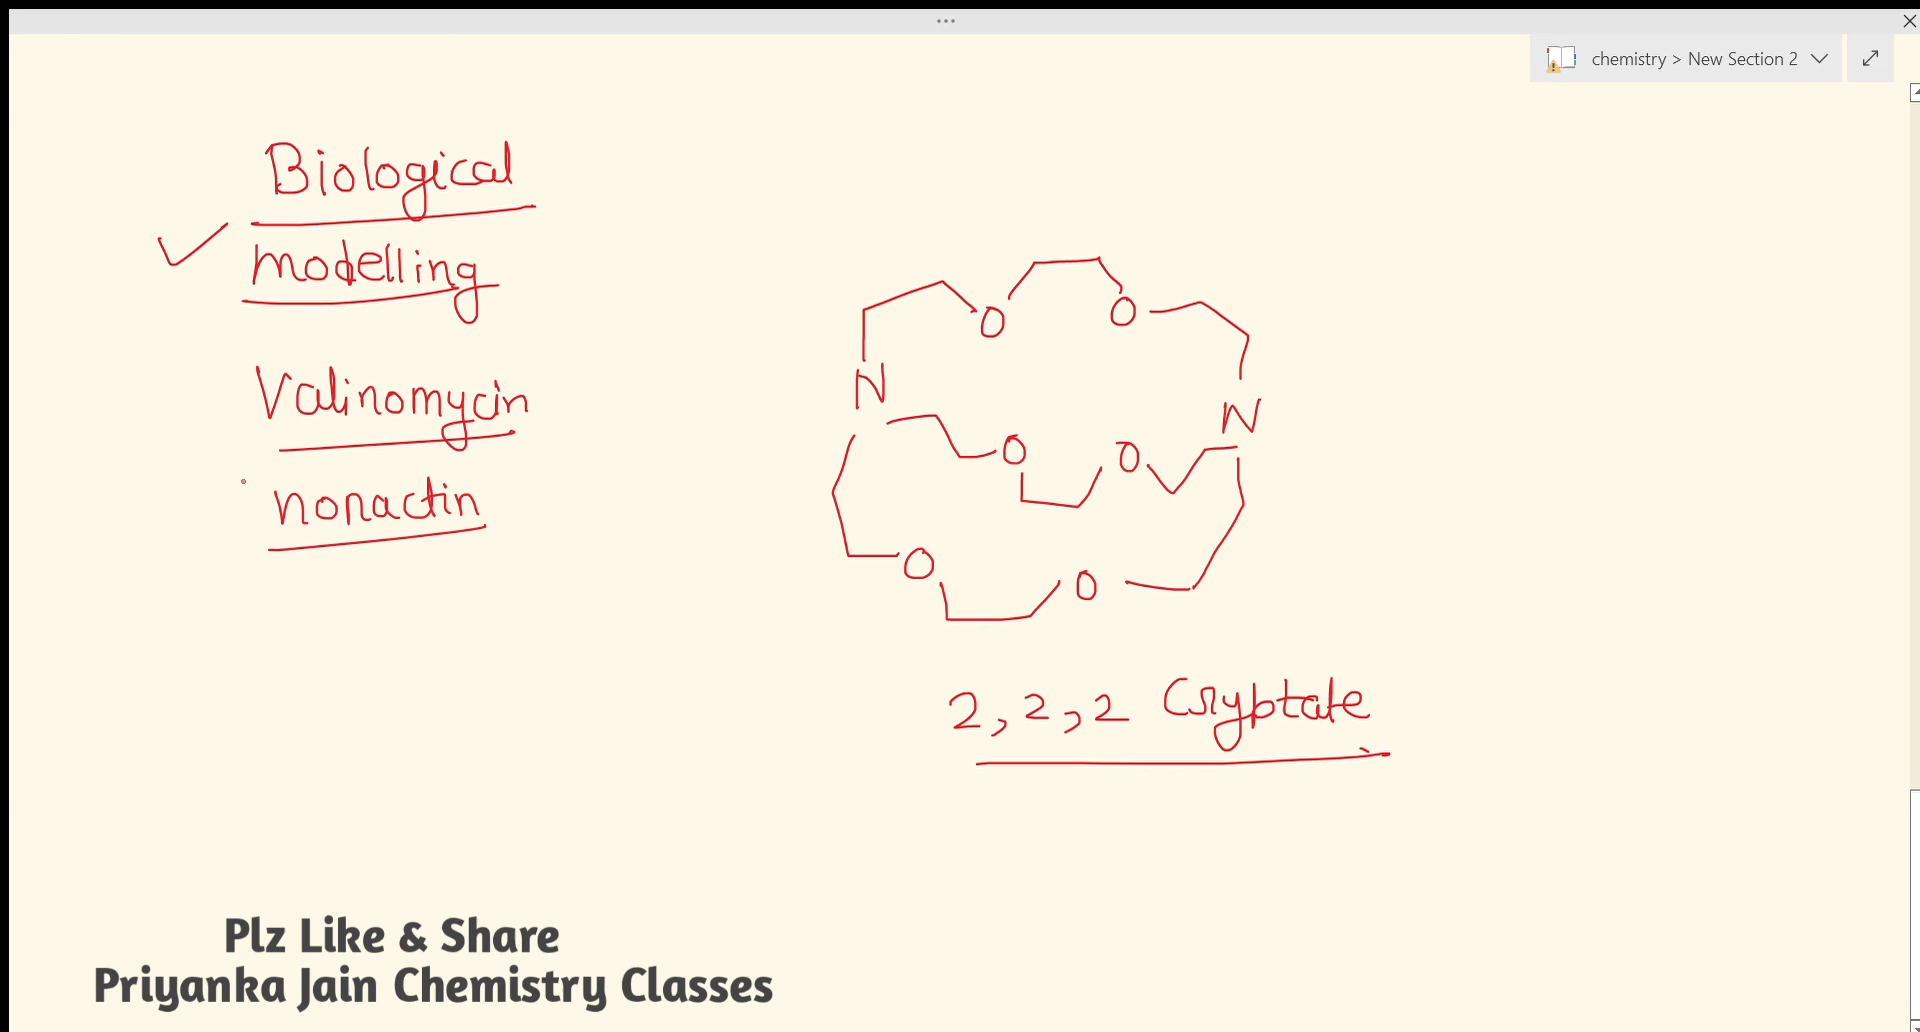 chemistry > New Section 2
Biological
modelling
Valinomycin
nonactin
O
O
N
N
O
O
O
O
2,2,2 Cryptate
Plz Like & Share
Priyanka Jain Chemistry Classes